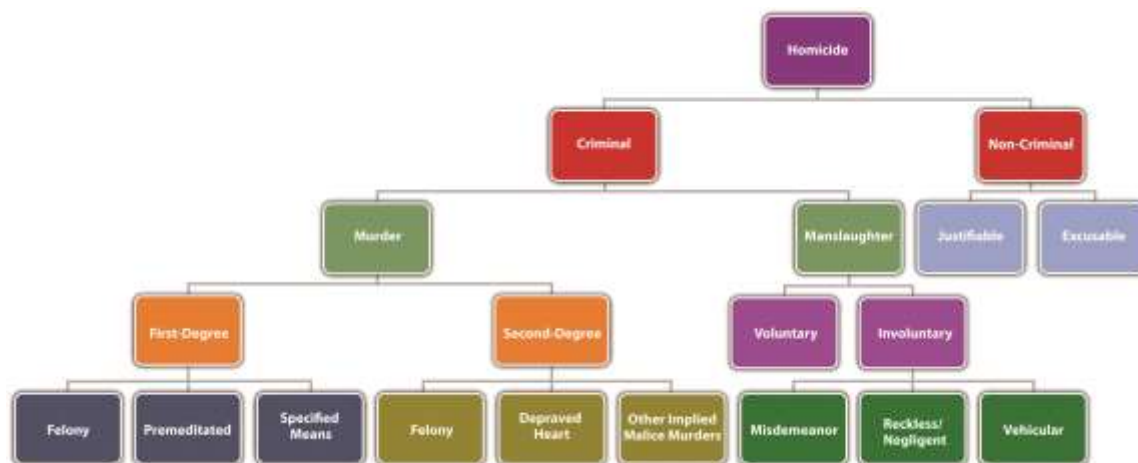 Homicide
Criminal
Non-Criminal
Murder
Manslaughter
Justifiable
Excusable
First-Degree
Second-Degree
Voluntary
Involuntary
Felony
Premeditated
Specified
Means
Felony
Depraved
Heart
Other Implied
Malice Murders
Misdemeanor
Reckless/
Negligent
Vehicular